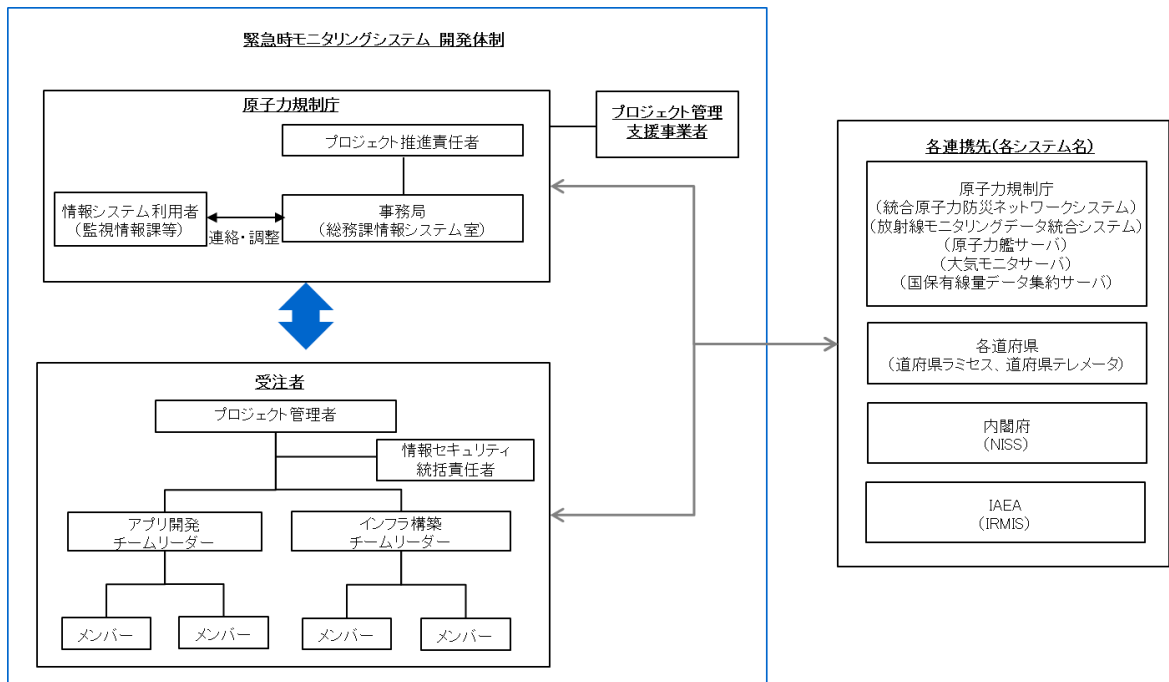 緊急時モニタリングシステム 開発体制
原子力規制庁
プロジェクト推進責任者
情報システム利用者
(監視情報課等)
連絡・調整
事務局
(総務課情報システム室)
プロジェクト管理
支援事業者
受注者
プロジェクト管理者
情報セキュリティ
統括責任者
アプリ開発
チームリーダー
インフラ構築
チームリーダー
メンバー
メンバー
メンバー
メンバー
各連携先(各システム名)
原子力規制庁
(統合原子力防災ネットワークシステム)
(放射線モニタリングデータ統合システム)
(原子力艦サーバ)
(大気モニタサーバ)
(国保有線量データ集約サーバ)
各道府県
(道府県ラミセス、道府県テレメータ)
内閣府
(NISS)
IAEA
(IRMIS)